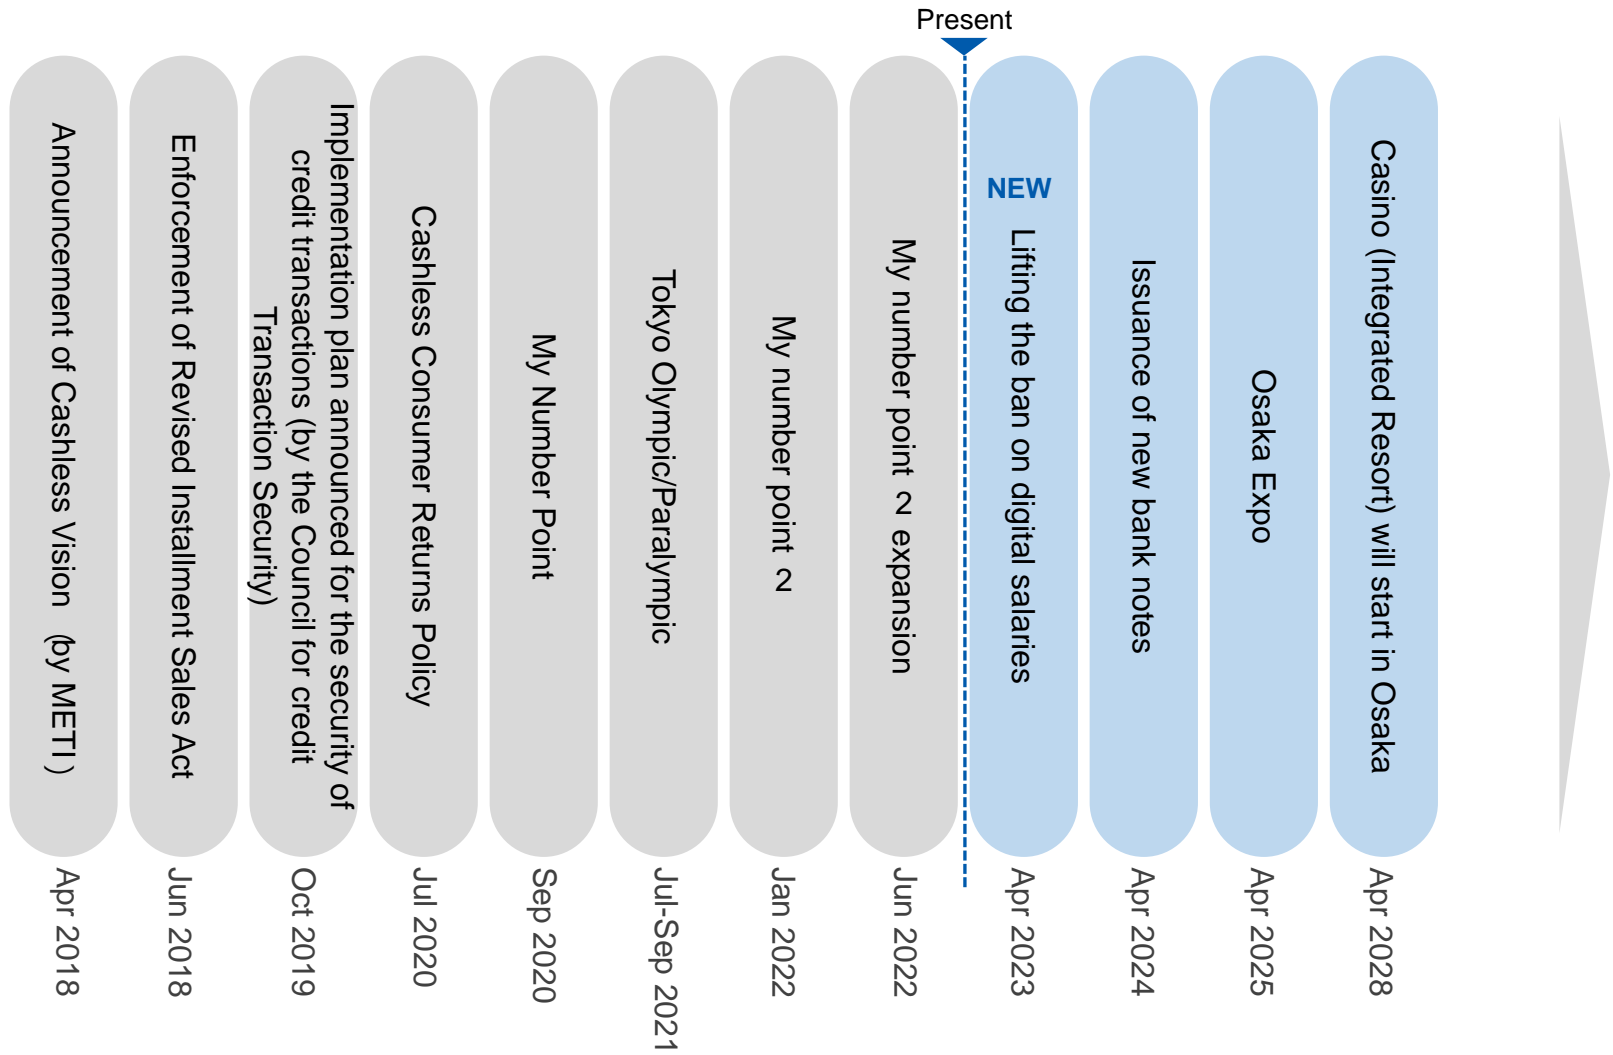 Present
Announcement of Cashless Vision (by METI)
Apr 2018
Enforcement of Revised Installment Sales Act
Jun 2018
Implementation plan announced for the security of
credit transactions (by the Council for credit
Transaction Security)
Oct 2019
Cashless Consumer Returns Policy
Jul 2020
My Number Point
Sep 2020
Tokyo Olympic/Paralympic
Jul-Sep 2021
My number point 2
Jan 2022
My number point 2 expansion
Jun 2022
NEW
Lifting the ban on digital salaries
Apr 2023
Issuance of new bank notes
Apr 2024
Osaka Expo
Apr 2025
Casino (Integrated Resort) will start in Osaka
Apr 2028